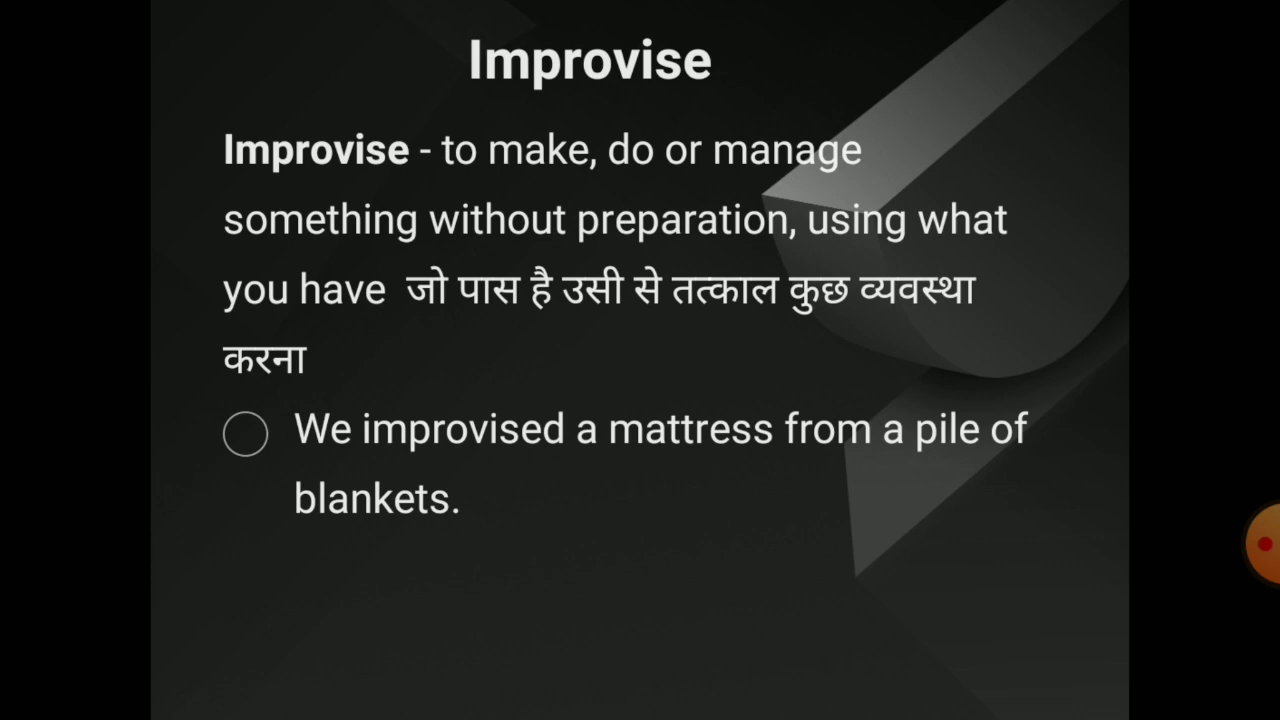 Improvise
Improvise - to make, do or manage
something without preparation, using what
you have जो पास है उसी से तत्काल कुछ व्यवस्था
करना
We improvised a mattress from a pile of
blankets.